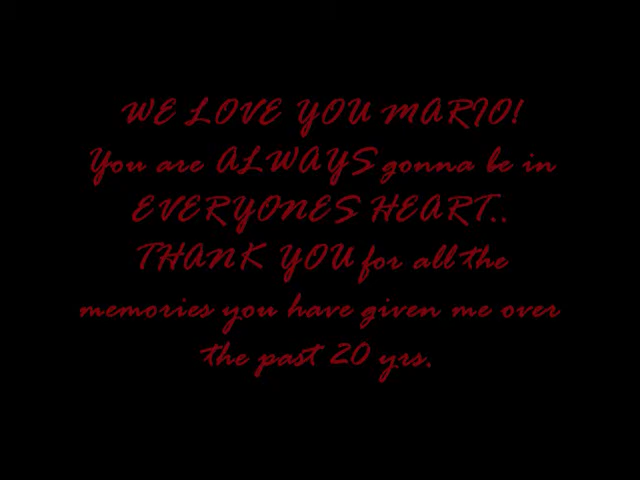 WE LOVE YOU MARIO!
You are ALWAYS gonna be in
EVERYONES HEART..
THANK YOU for all the
memories you have given me over
the past 20 yrs.